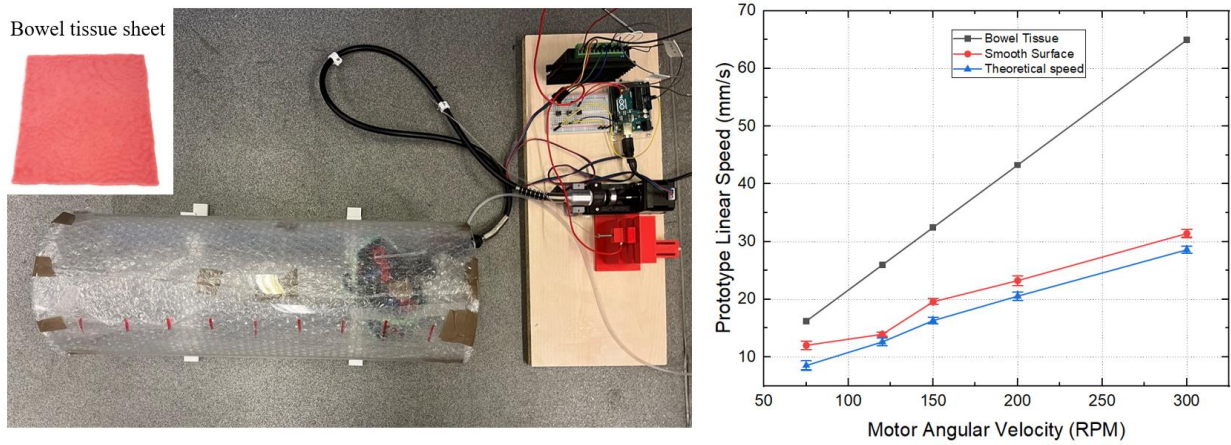 Bowel tissue sheet
Prototype Linear Speed (mm/s)
70
60
50
40
30
20
10
Bowel Tissue
Smooth Surface
Theoretical speed
50
100
150
200
250
300
Motor Angular Velocity (RPM)